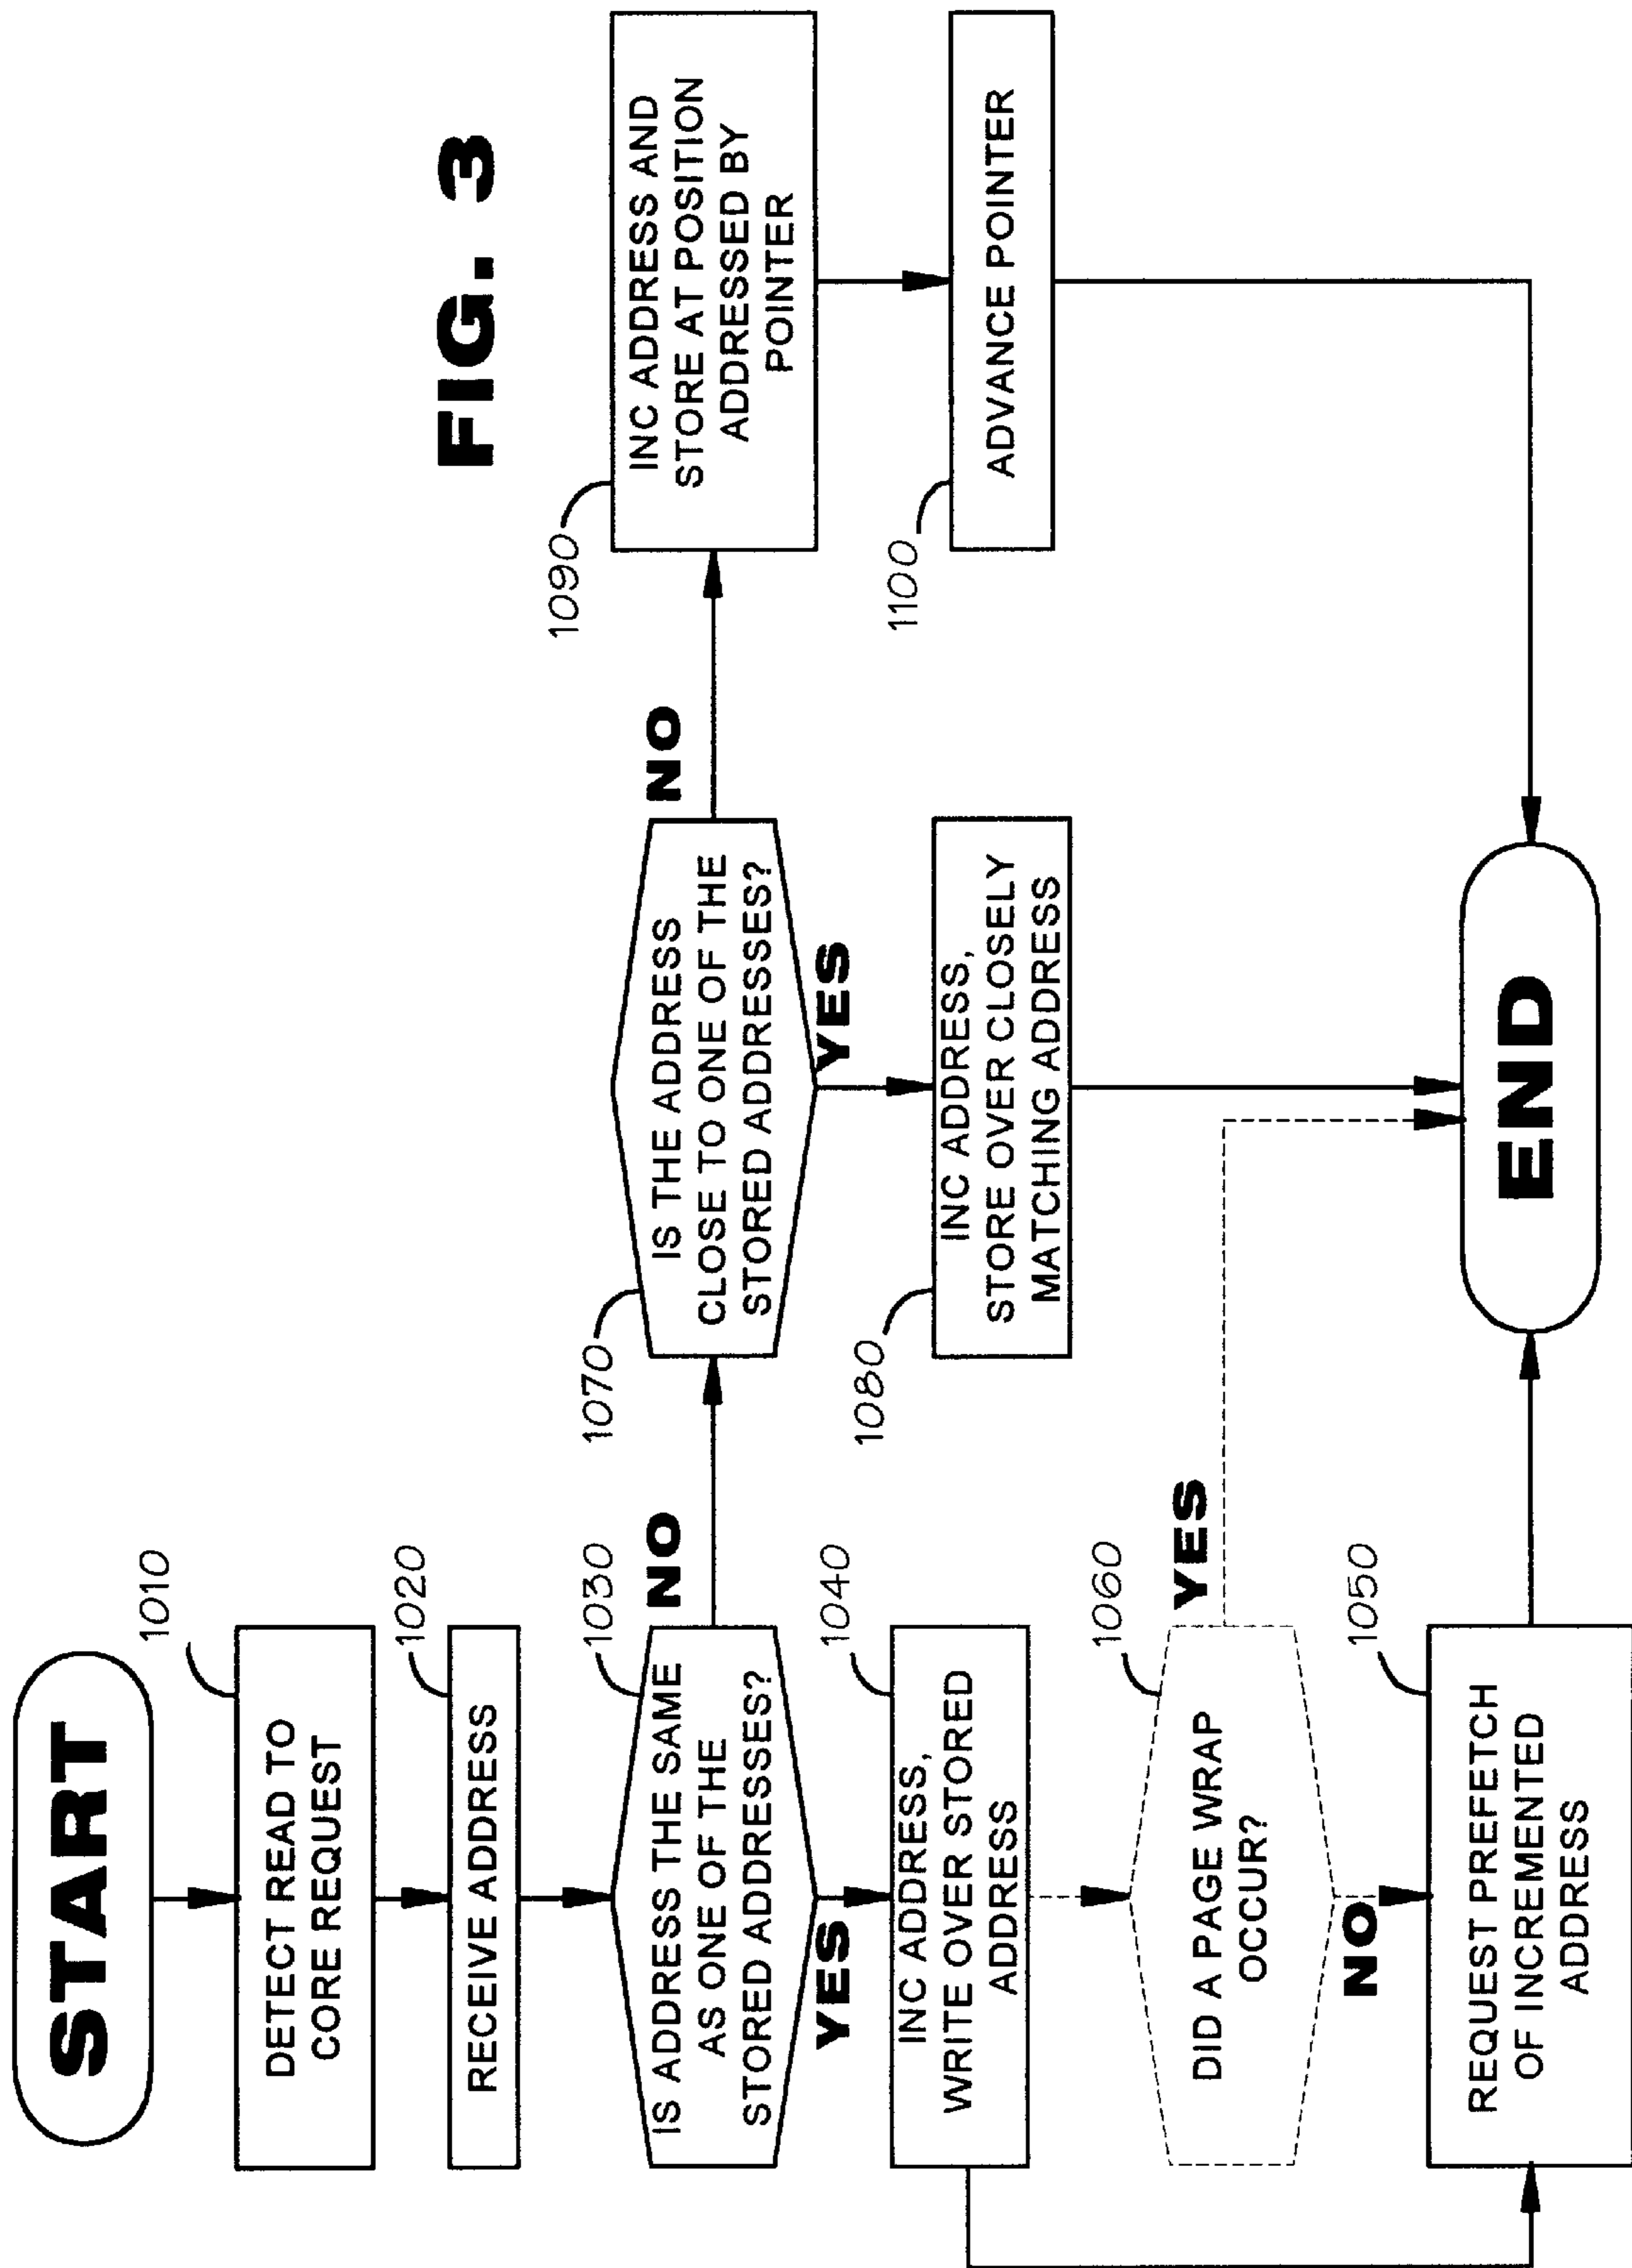 FIG. 3
START
1010
DETECT READ TO
CORE REQUEST
1020
RECEIVE ADDRESS
1030
IS ADDRESS THE SAME
AS ONE OF THE
STORED ADDRESSES?
NO
YES
1040
INC ADDRESS,
WRITE OVER STORED
ADDRESS
1060
DID A PAGE WRAP
OCCUR?
YES
NO
1050
REQUEST PREFETCH
OF INCREMENTED
ADDRESS
1070
IS THE ADDRESS
CLOSE TO ONE OF THE
STORED ADDRESSES?
NO
YES
1080
INC ADDRESS,
STORE OVER CLOSELY
MATCHING ADDRESS
1090
INC ADDRESS AND
STORE AT POSITION
ADDRESSED BY
POINTER
1100
ADVANCE POINTER
END